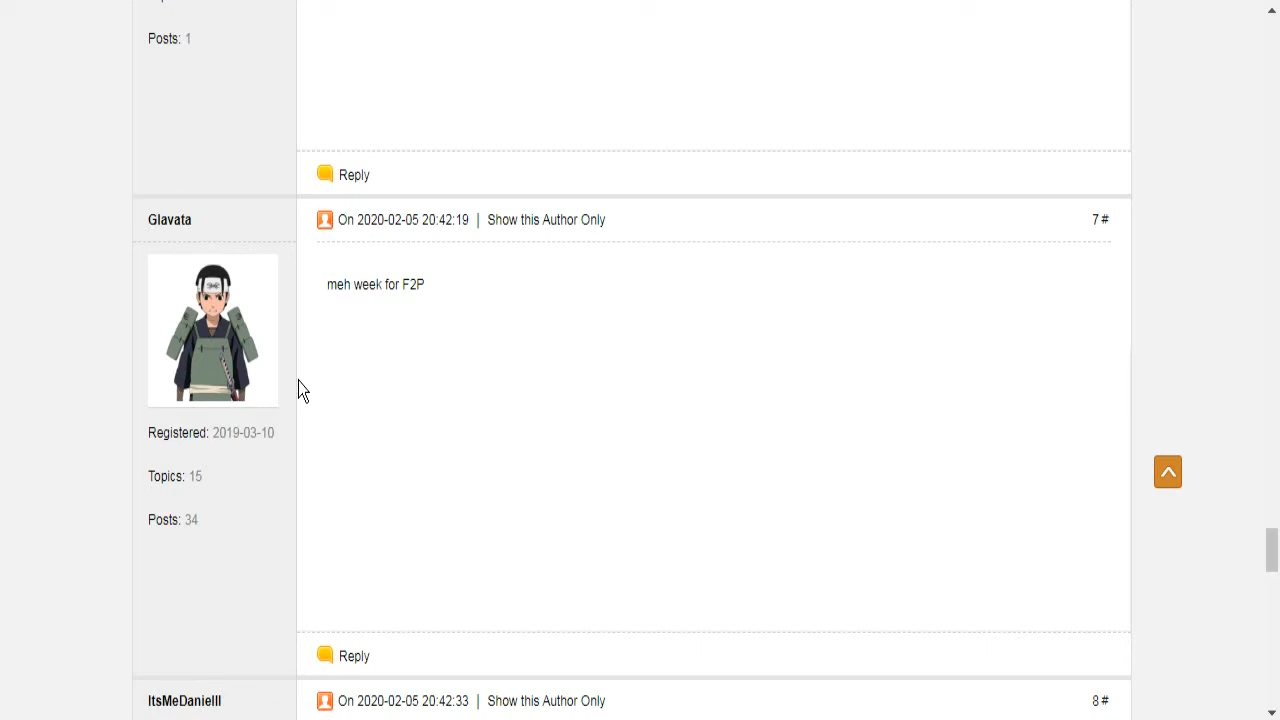 Posts: 1
Reply
Glavata
On 2020-02-05 20:42:19 | Show this Author Only
7#
meh week for F2P
Registered: 2019-03-10
Topics: 15
Posts: 34
Reply
ItsMeDanielll
On 2020-02-05 20:42:33 | Show this Author Only
8#